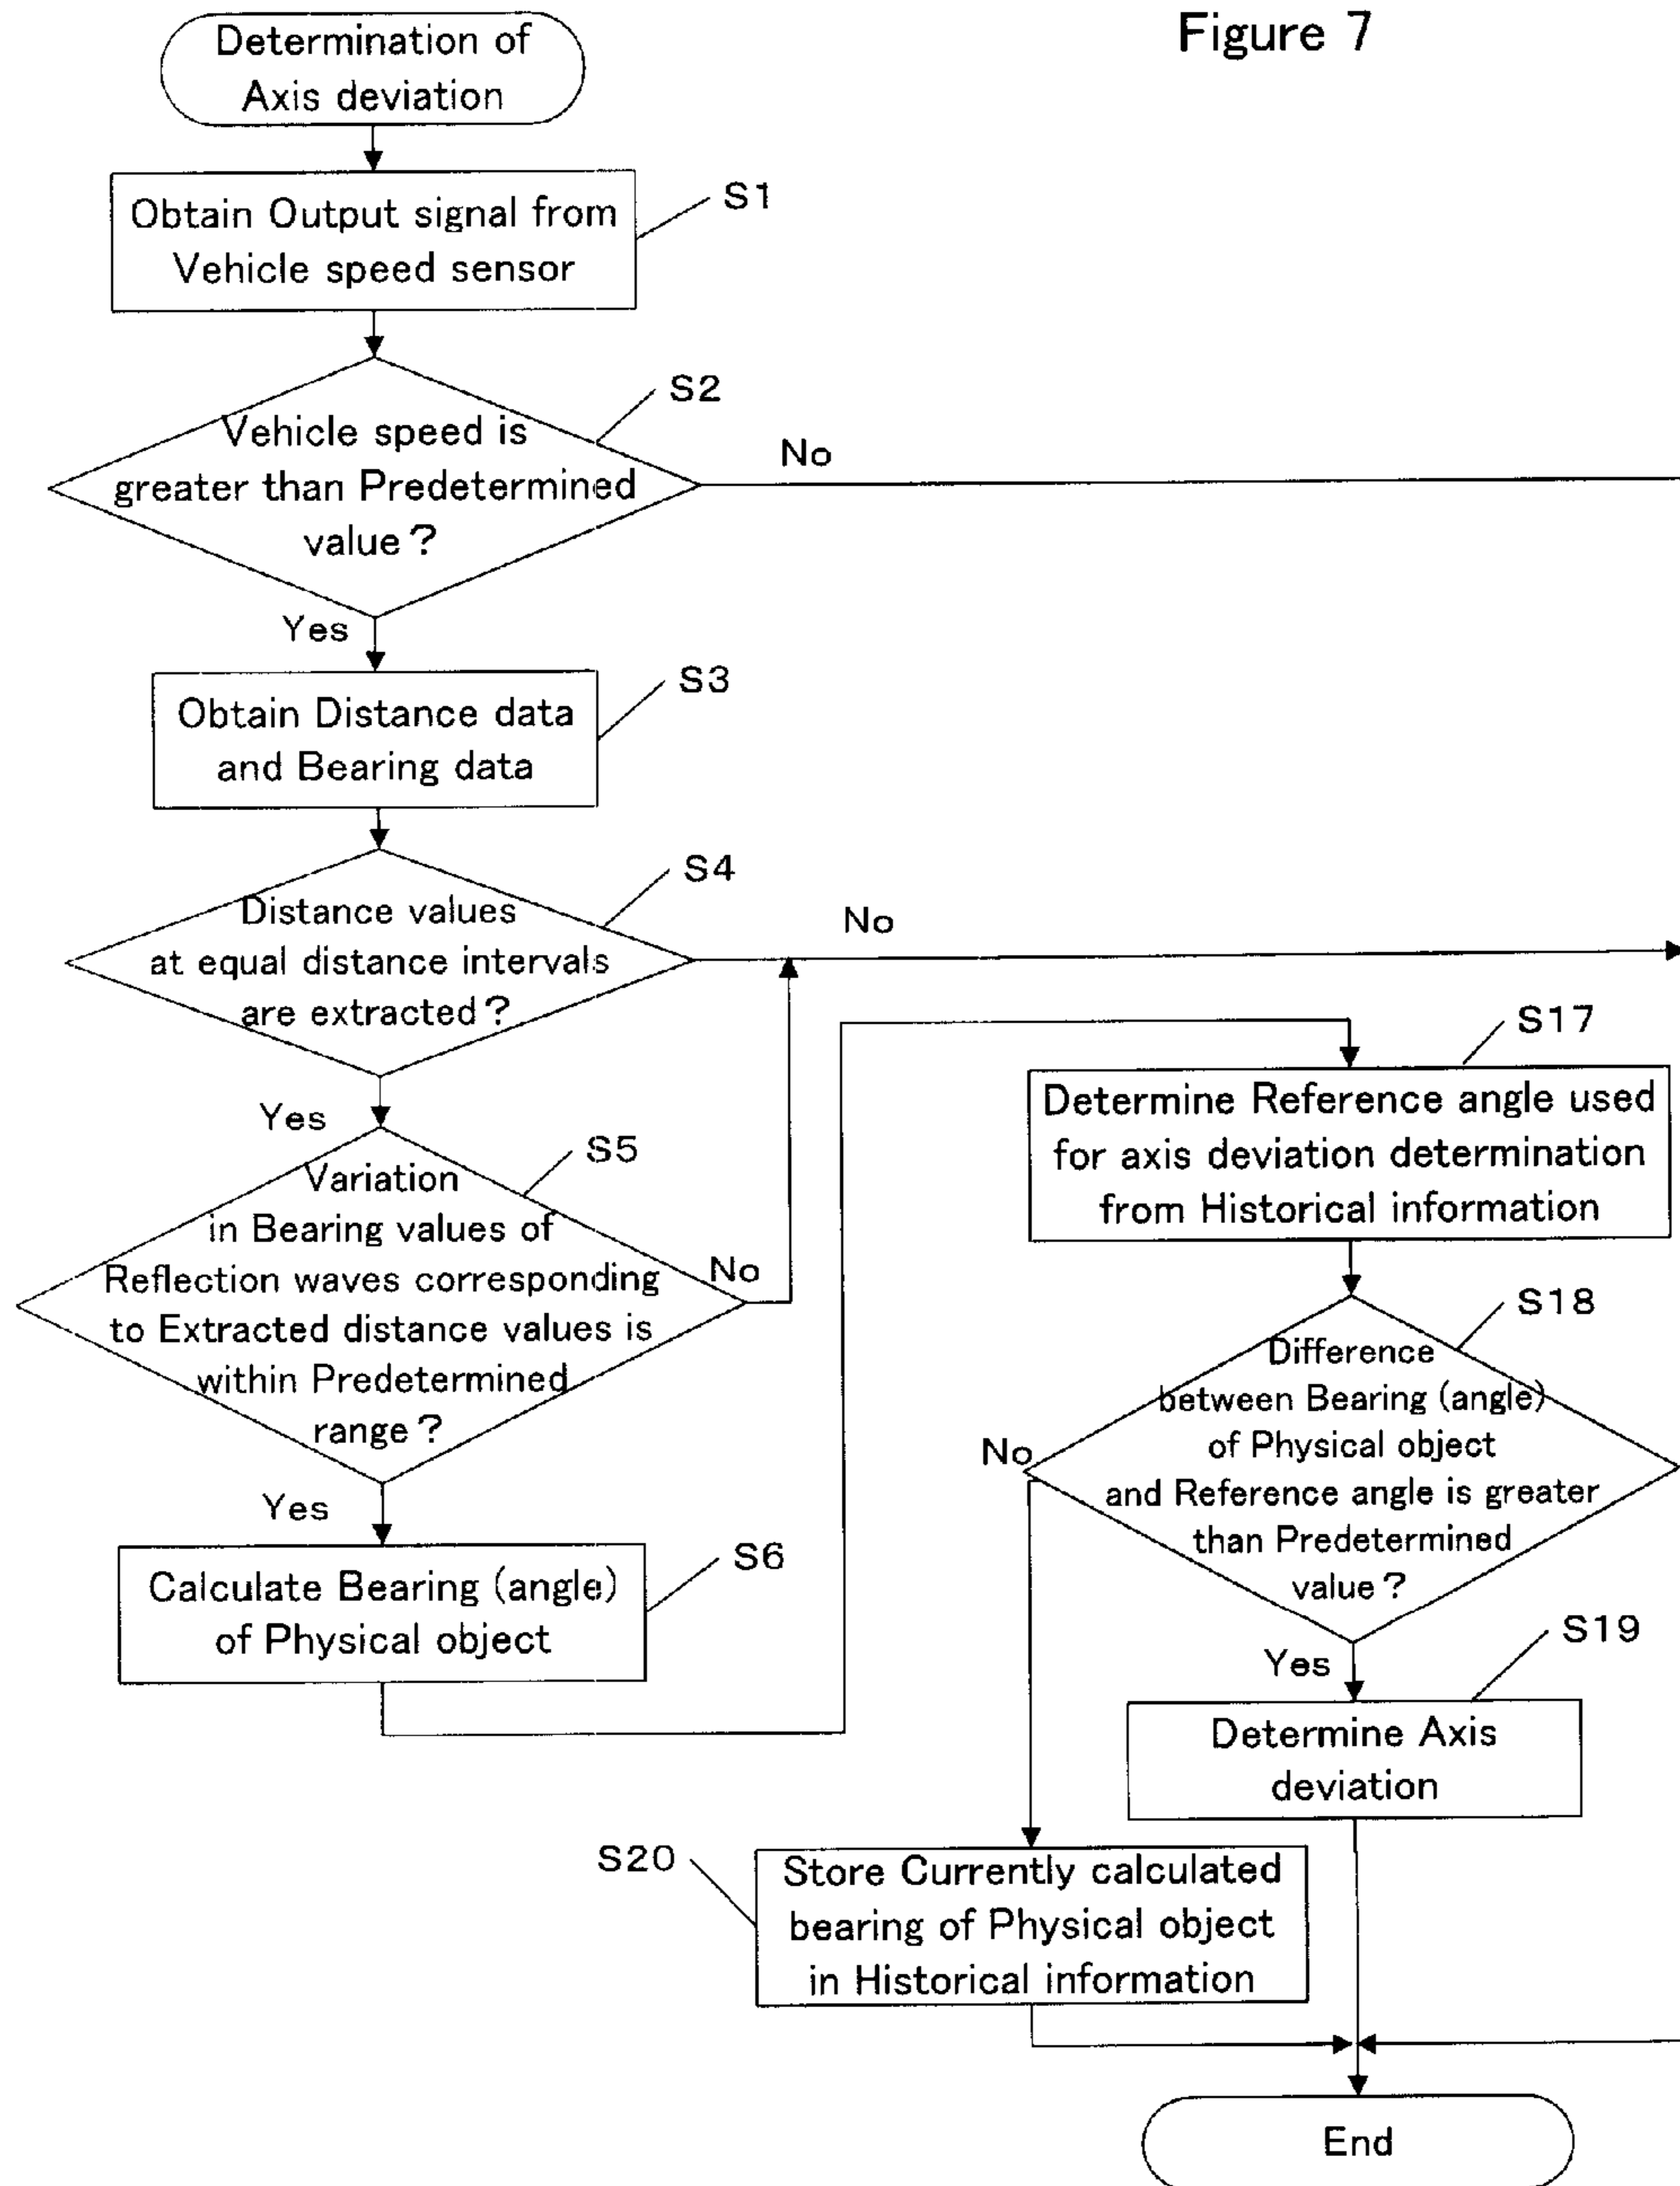 Figure 7
Determination of
Axis deviation
Obtain Output signal from
Vehicle speed sensor
S1
Vehicle speed is
greater than Predetermined
value?
S2
No
Yes
Obtain Distance data
and Bearing data
S3
Distance values
at equal distance intervals
are extracted?
S4
No
Yes
Variation
in Bearing values of
Reflection waves corresponding
to Extracted distance values is
within Predetermined
range?
S5
No
Yes
Calculate Bearing (angle)
of Physical object
S6
Determine Reference angle used
for axis deviation determination
from Historical information
S17
Difference
between Bearing (angle)
of Physical object
and Reference angle is greater
than Predetermined
value?
S18
No
Yes
Determine Axis
deviation
S19
Store Currently calculated
bearing of Physical object
in Historical information
S20
End